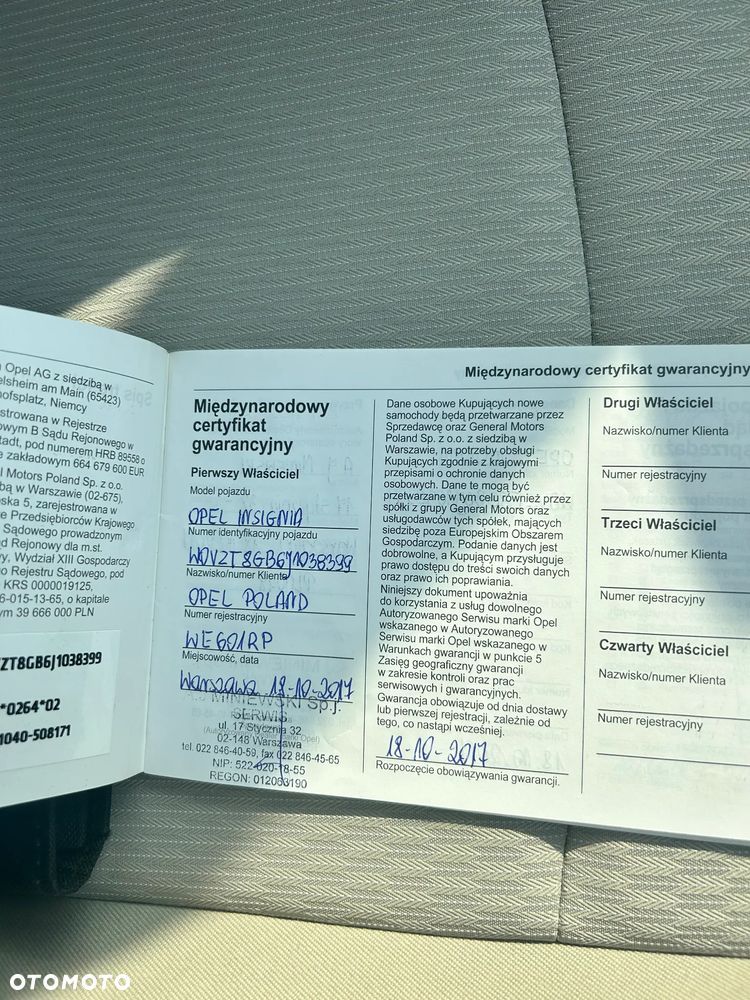 Opel AG z siedzibą w
elsheim am Main (65423)
hofsplatz, Niemcy
estrowana w Rejestrze
owym B Sądu Rejonowego w
tadt, pod numerem HRB 89558 o
e zakładowym 664 679 600 EUR
l Motors Poland Sp. z o.o.
bą w Warszawie (02-675),
ska 5, zarejestrowana w
ze Przedsiębiorców Krajowego
Sądowego prowadzonym
d Rejonowy dla m.st.
wy, Wydział XIII Gospodarczy
o Rejestru Sądowego, pod
KRS 0000019125,
6-015-13-65, o kapitale
ym 39 666 000 PLN
ZT8GB6J1038399
*0264*02
1040-508171
Międzynarodowy certyfikat gwarancyjny
Międzynarodowy
certyfikat
gwarancyjny
Pierwszy Właściciel
Model pojazdu
OPEL INSIGNIA
Numer identyfikacyjny pojazdu
W0VZT8GB6J1038399
Nazwisko/numer Klienta
OPEL POLAND
Numer rejestracyjny
WE601RP
Miejscowość, data
Warszawa 18-10-2017
MINIEWSKI Sp.j.
SERWIS
ul. 17 Stycznia 32
02-148 Warszawa
tel. 022 846-40-59, fax 022 846-45-65
NIP: 522-020-18-55
REGON: 012063190
Dane osobowe Kupujących nowe
samochody będą przetwarzane przez
Sprzedawcę oraz General Motors
Poland Sp. z o.o. z siedzibą w
Warszawie, na potrzeby obsługi
Kupujących zgodnie z krajowymi
przepisami o ochronie danych
osobowych. Dane te mogą być
przetwarzane w tym celu również przez
spółki z grupy General Motors oraz
usługodawców tych spółek, mających
siedzibę poza Europejskim Obszarem
Gospodarczym. Podanie danych jest
dobrowolne, a Kupującym przysługuje
prawo dostępu do treści swoich danych
oraz prawo ich poprawiania.
Niniejszy dokument upoważnia
do korzystania z usług dowolnego
Autoryzowanego Serwisu marki Opel
wskazanego w Autoryzowanego
Serwisu marki Opel wskazanego w
Warunkach gwarancji w punkcie 5
Zasięg geograficzny gwarancji
w zakresie kontroli oraz prac
serwisowych i gwarancyjnych.
Gwarancja obowiązuje od dnia dostawy
lub pierwszej rejestracji, zależnie od
tego, co nastąpi wcześniej.
18-10-2017
Rozpoczęcie obowiązywania gwarancji.
Drugi Właściciel
Nazwisko/numer Klienta
Numer rejestracyjny
Trzeci Właściciel
Nazwisko/numer Klienta
Numer rejestracyjny
Czwarty Właściciel
Nazwisko/numer Klienta
Numer rejestracyjny
OTOMOTO